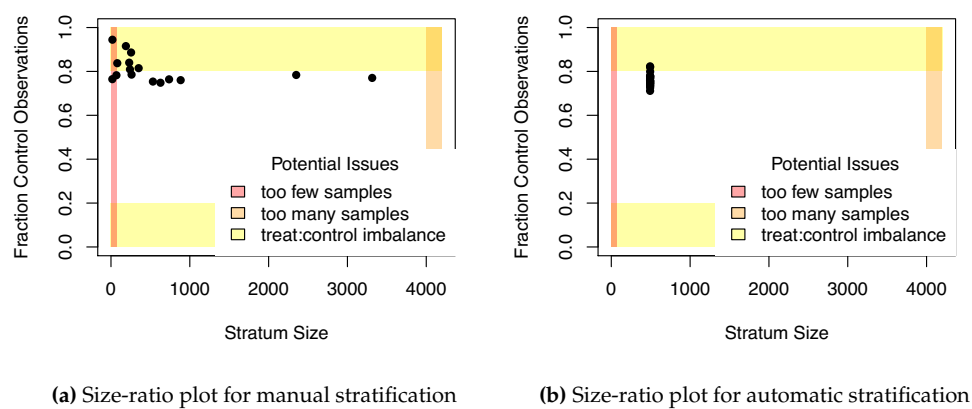 Fraction Control Observations
1.0
0.8
0.6
0.4
0.2
0.0
0 1000 2000 3000 4000
Stratum Size
Potential Issues
too few samples
too many samples
treat:control imbalance
(a) Size-ratio plot for manual stratification
Fraction Control Observations
1.0
0.8
0.6
0.4
0.2
0.0
0 1000 2000 3000 4000
Stratum Size
Potential Issues
too few samples
too many samples
treat:control imbalance
(b) Size-ratio plot for automatic stratification